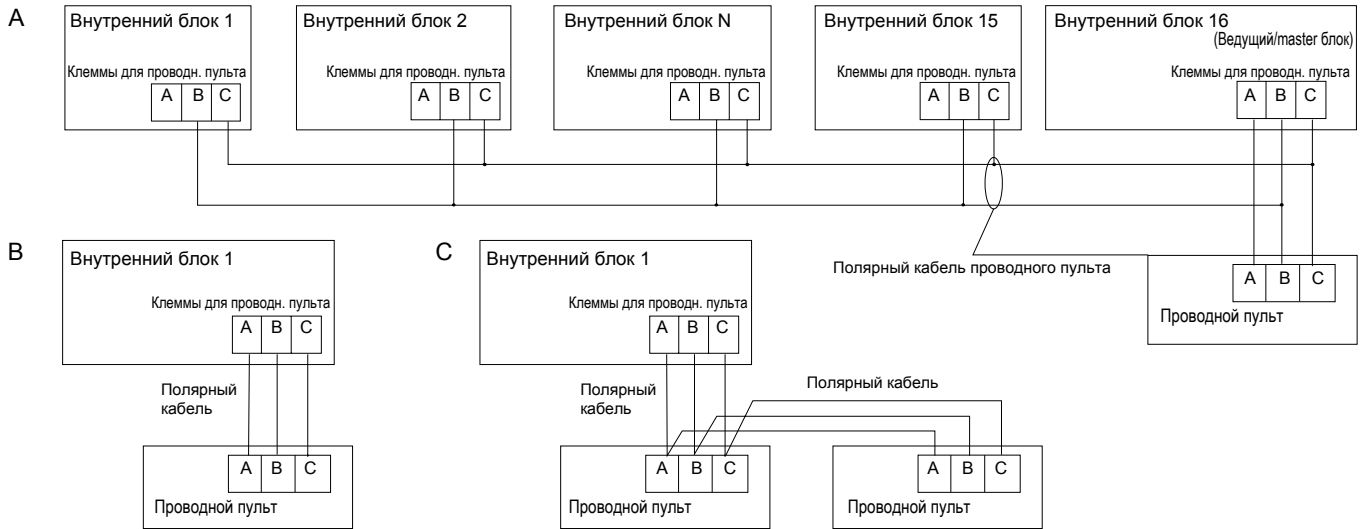 A
Внутренний блок 1
Клеммы для проводн. пульта
A B C
Внутренний блок 2
Клеммы для проводн. пульта
A B C
Внутренний блок N
Клеммы для проводн. пульта
A B C
Внутренний блок 15
Клеммы для проводн. пульта
A B C
Внутренний блок 16
(Ведущий/master блок)
Клеммы для проводн. пульта
A B C
Полярный кабель проводного пульта
A B C
Проводной пульт
B
Внутренний блок 1
Клеммы для проводн. пульта
A B C
Полярный
кабель
A B C
Проводной пульт
C
Внутренний блок 1
Клеммы для проводн. пульта
A B C
Полярный
кабель
Полярный кабель
A B C
Проводной пульт
A B C
Проводной пульт